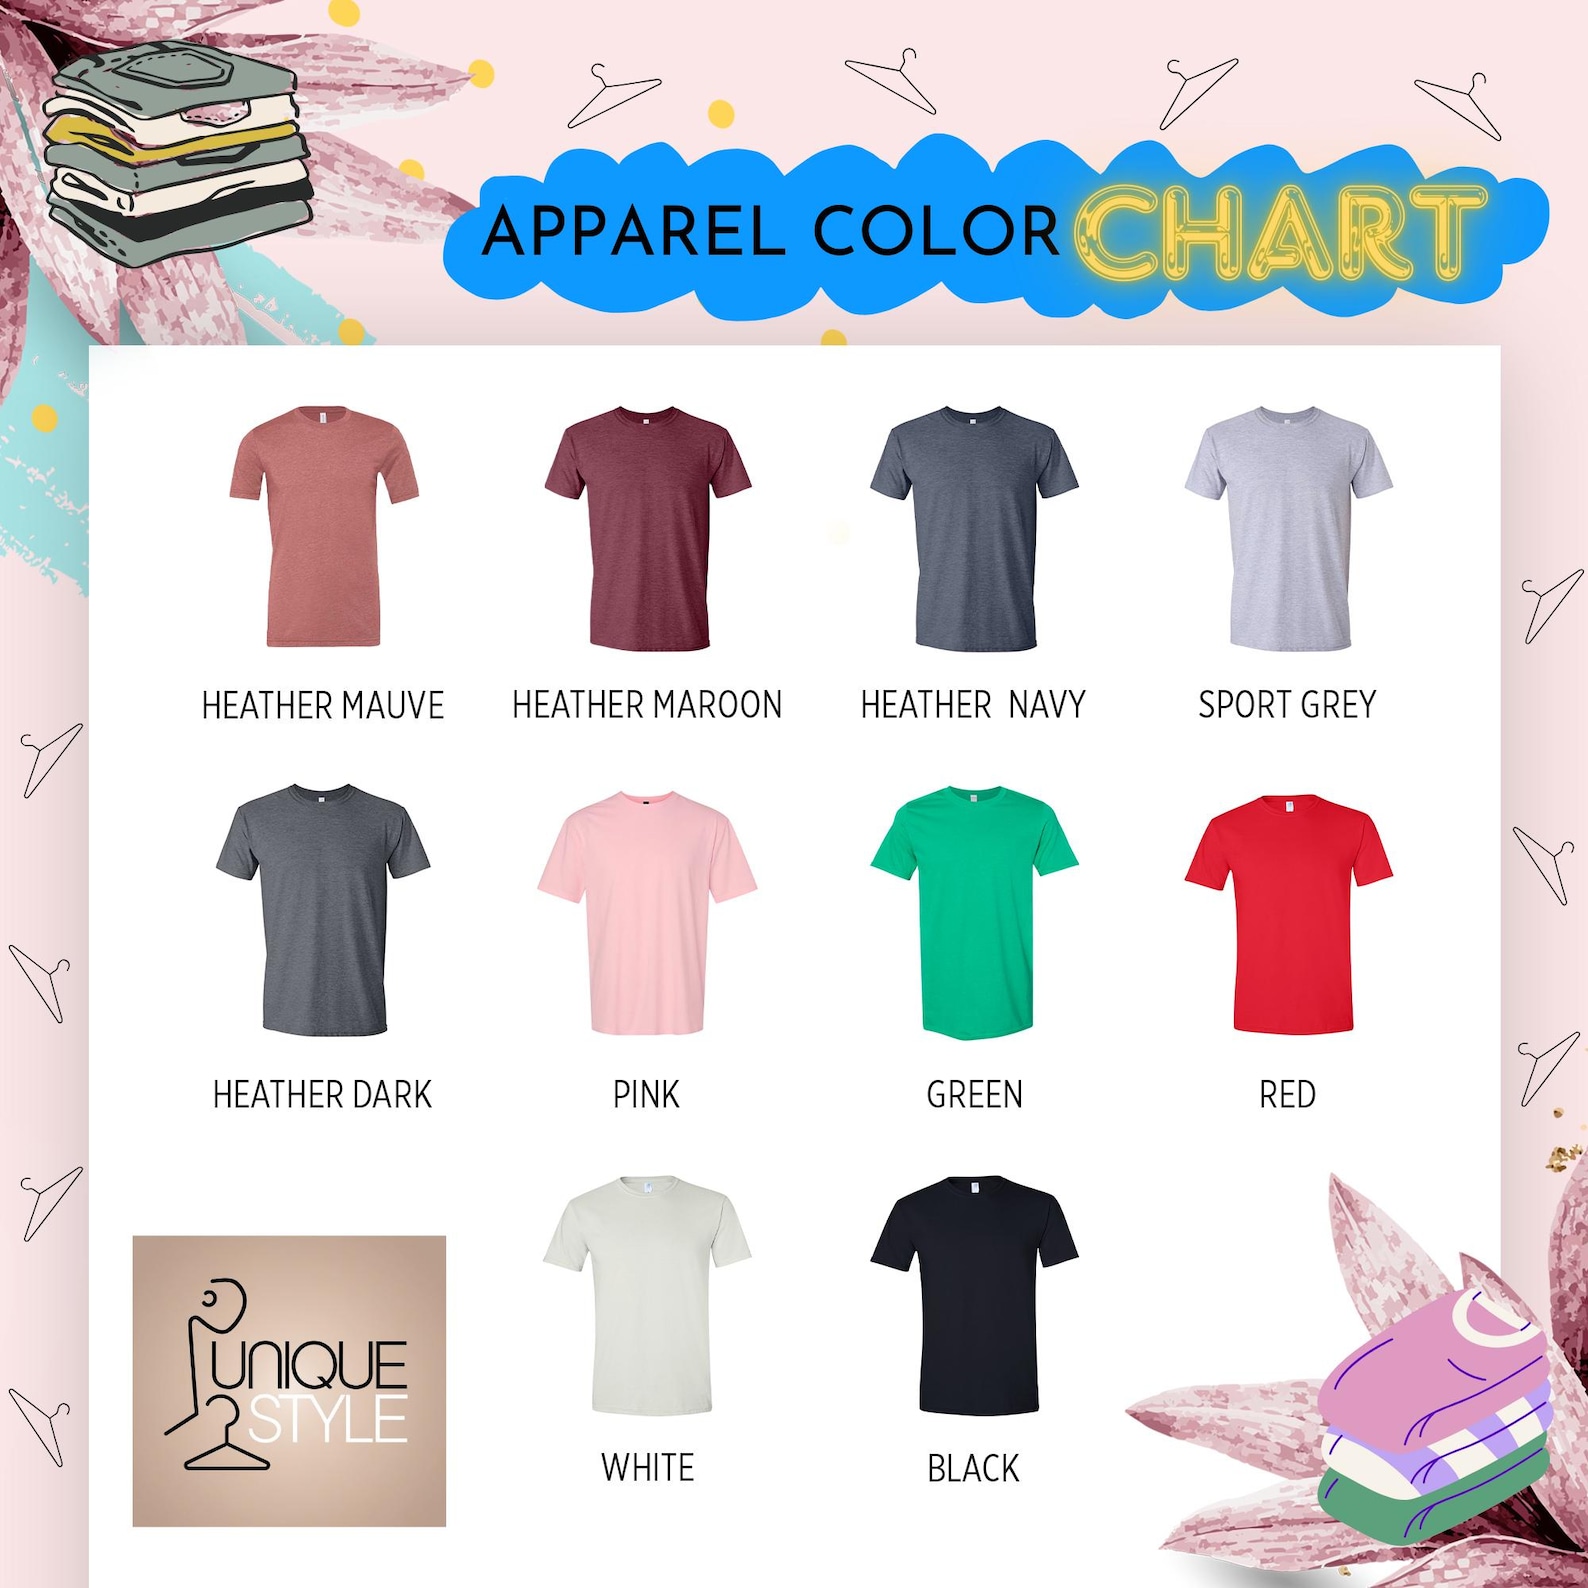 APPAREL COLOR CHART
HEATHER MAUVE
HEATHER MAROON
HEATHER NAVY
SPORT GREY
HEATHER DARK
PINK
GREEN
RED
WHITE
BLACK
UNIQUE
STYLE